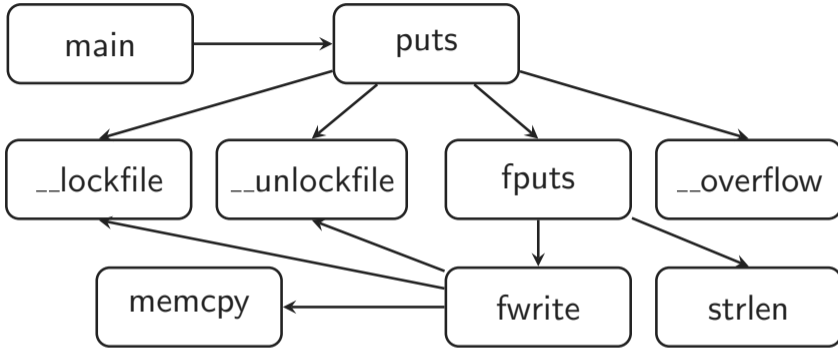 main
puts
__lockfile
__unlockfile
fputs
__overflow
memcpy
fwrite
strlen